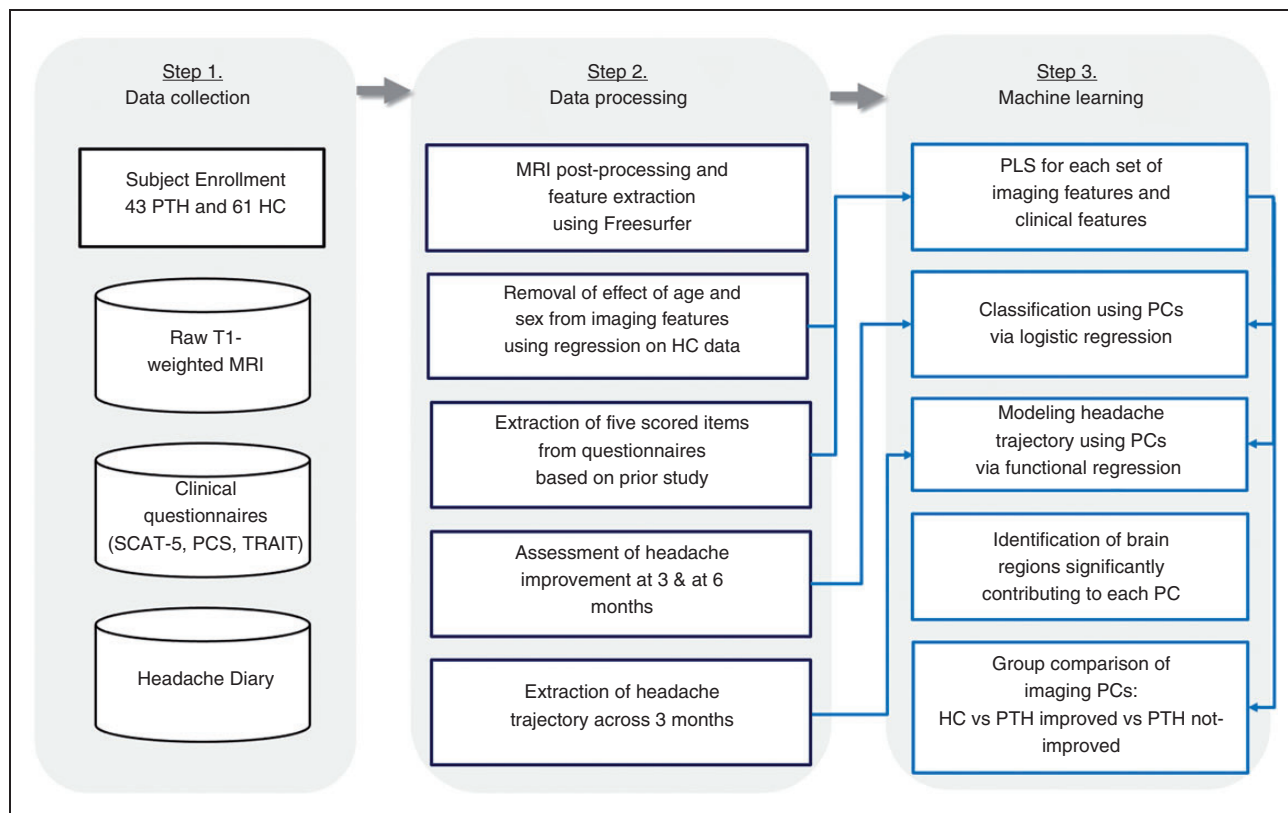 Step 1.
Data collection
Subject Enrollment
43 PTH and 61 HC
Raw T1-
weighted MRI
Clinical
questionnaires
(SCAT-5, PCS, TRAIT)
Headache Diary
Step 2.
Data processing
MRI post-processing and
feature extraction
using Freesurfer
Removal of effect of age and
sex from imaging features
using regression on HC data
Extraction of five scored items
from questionnaires
based on prior study
Assessment of headache
improvement at 3 & at 6
months
Extraction of headache
trajectory across 3 months
Step 3.
Machine learning
PLS for each set of
imaging features and
clinical features
Classification using PCs
via logistic regression
Modeling headache
trajectory using PCs
via functional regression
Identification of brain
regions significantly
contributing to each PC
Group comparison of
imaging PCs:
HC vs PTH improved vs PTH not-
improved